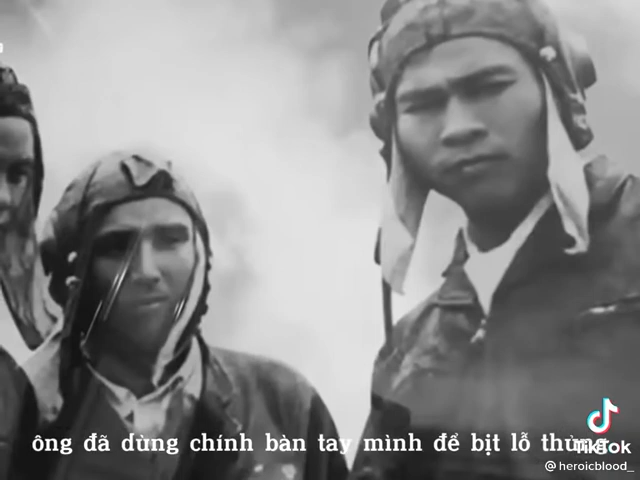 ông đã dùng chính bàn tay mình để bịt lỗ thủng.
TikTok
@heroicblood_